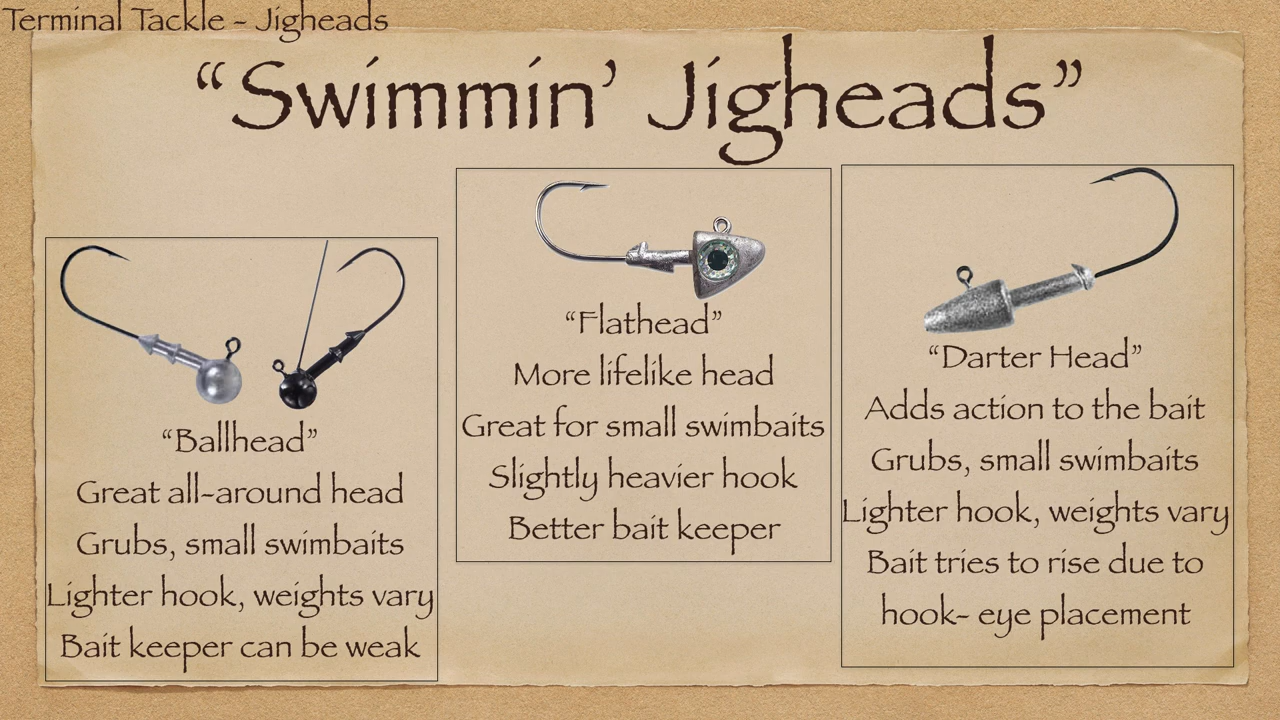 Terminal Tackle - Jigheads
“Swimmin’ Jigheads”
“Ballhead”
Great all-around head
Grubs, small swimbaits
Lighter hook, weights vary
Bait keeper can be weak
“Flathead”
More lifelike head
Great for small swimbaits
Slightly heavier hook
Better bait keeper
“Darter Head”
Adds action to the bait
Grubs, small swimbaits
Lighter hook, weights vary
Bait tries to rise due to
hook- eye placement